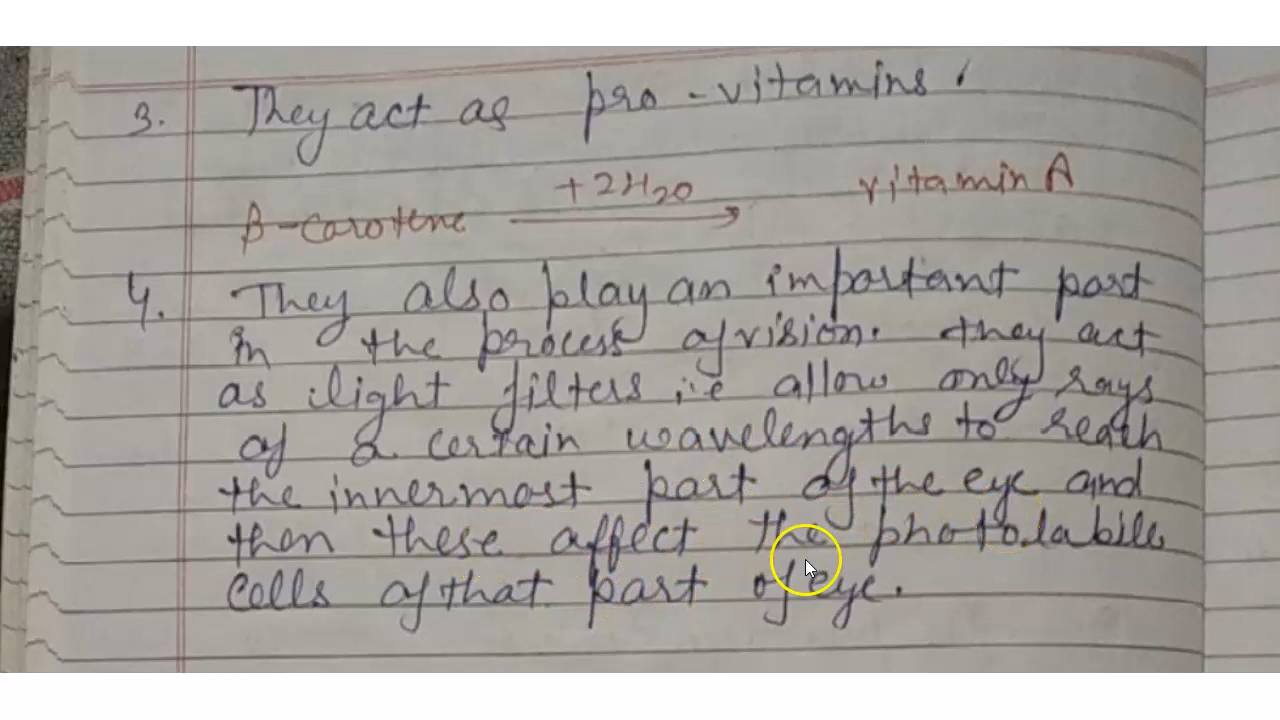 3. They act as pro-vitamins.
β-carotene +2H2O → vitamin A
4. They also play an important part
in the process of vision. They act
as light filters i.e allow only rays
of a certain wavelengths to reach
the innermost part of the eye and
then these affect the photolabile
cells of that part of eye.